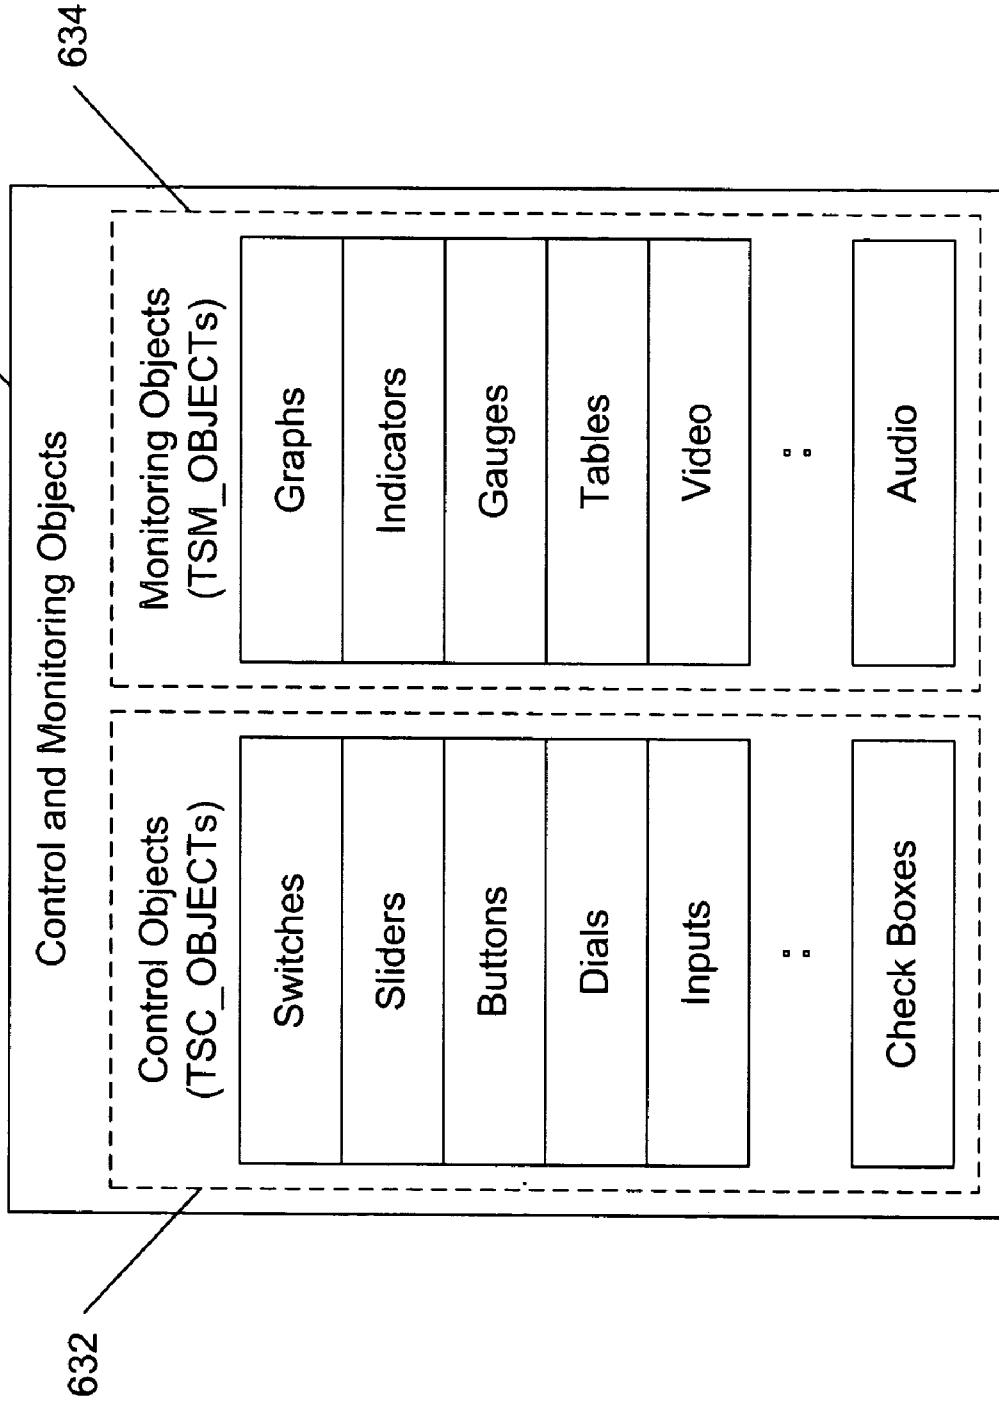 Control and Monitoring Objects
632
Control Objects
(TSC_OBJECTs)
Switches
Sliders
Buttons
Dials
Inputs
Check Boxes
634
Monitoring Objects
(TSM_OBJECTs)
Graphs
Indicators
Gauges
Tables
Video
Audio